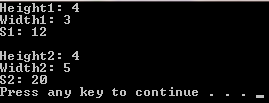 Height1: 4
Width1: 3
S1: 12
Height2: 4
Width2: 5
S2: 20
Press any key to continue . . .